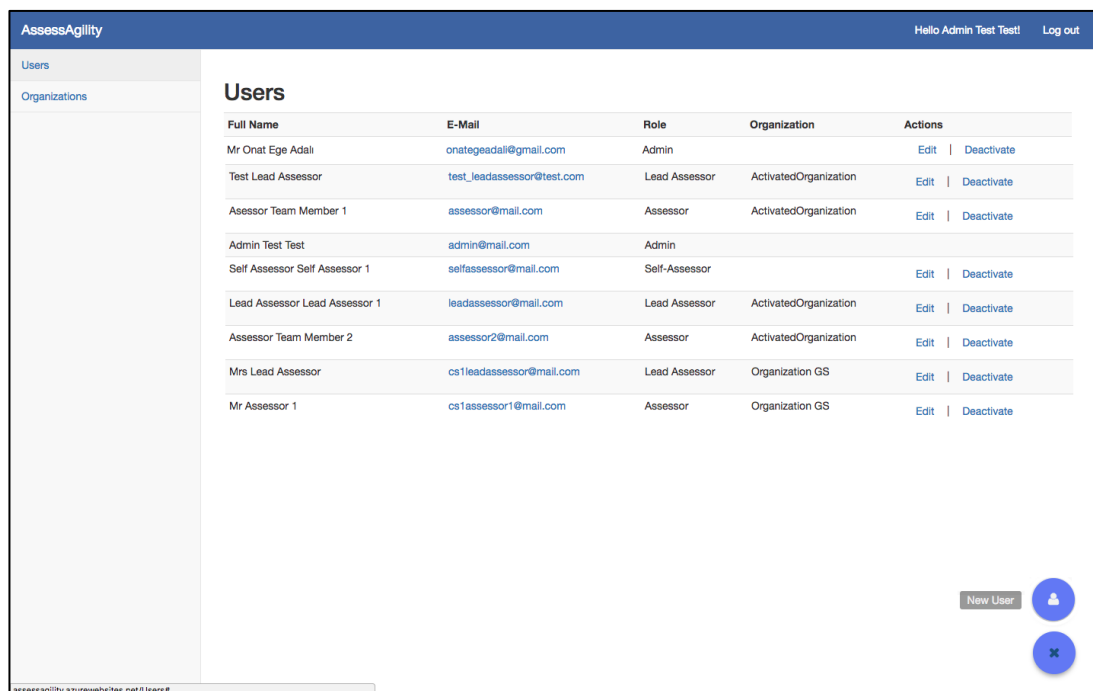 AssessAgility Hello Admin Test Test! Log out
Users
Organizations
Users
Full Name E-Mail Role Organization Actions
Mr Onat Ege Adalı onategeadali@gmail.com Admin Edit | Deactivate
Test Lead Assessor test_leadassessor@test.com Lead Assessor ActivatedOrganization Edit | Deactivate
Asessor Team Member 1 assessor@mail.com Assessor ActivatedOrganization Edit | Deactivate
Admin Test Test admin@mail.com Admin
Self Assessor Self Assessor 1 selfassessor@mail.com Self-Assessor Edit | Deactivate
Lead Assessor Lead Assessor 1 leadassessor@mail.com Lead Assessor ActivatedOrganization Edit | Deactivate
Assessor Team Member 2 assessor2@mail.com Assessor ActivatedOrganization Edit | Deactivate
Mrs Lead Assessor cs1leadassessor@mail.com Lead Assessor Organization GS Edit | Deactivate
Mr Assessor 1 cs1assessor1@mail.com Assessor Organization GS Edit | Deactivate
New User
assessagility.azurewebsites.net/Users#